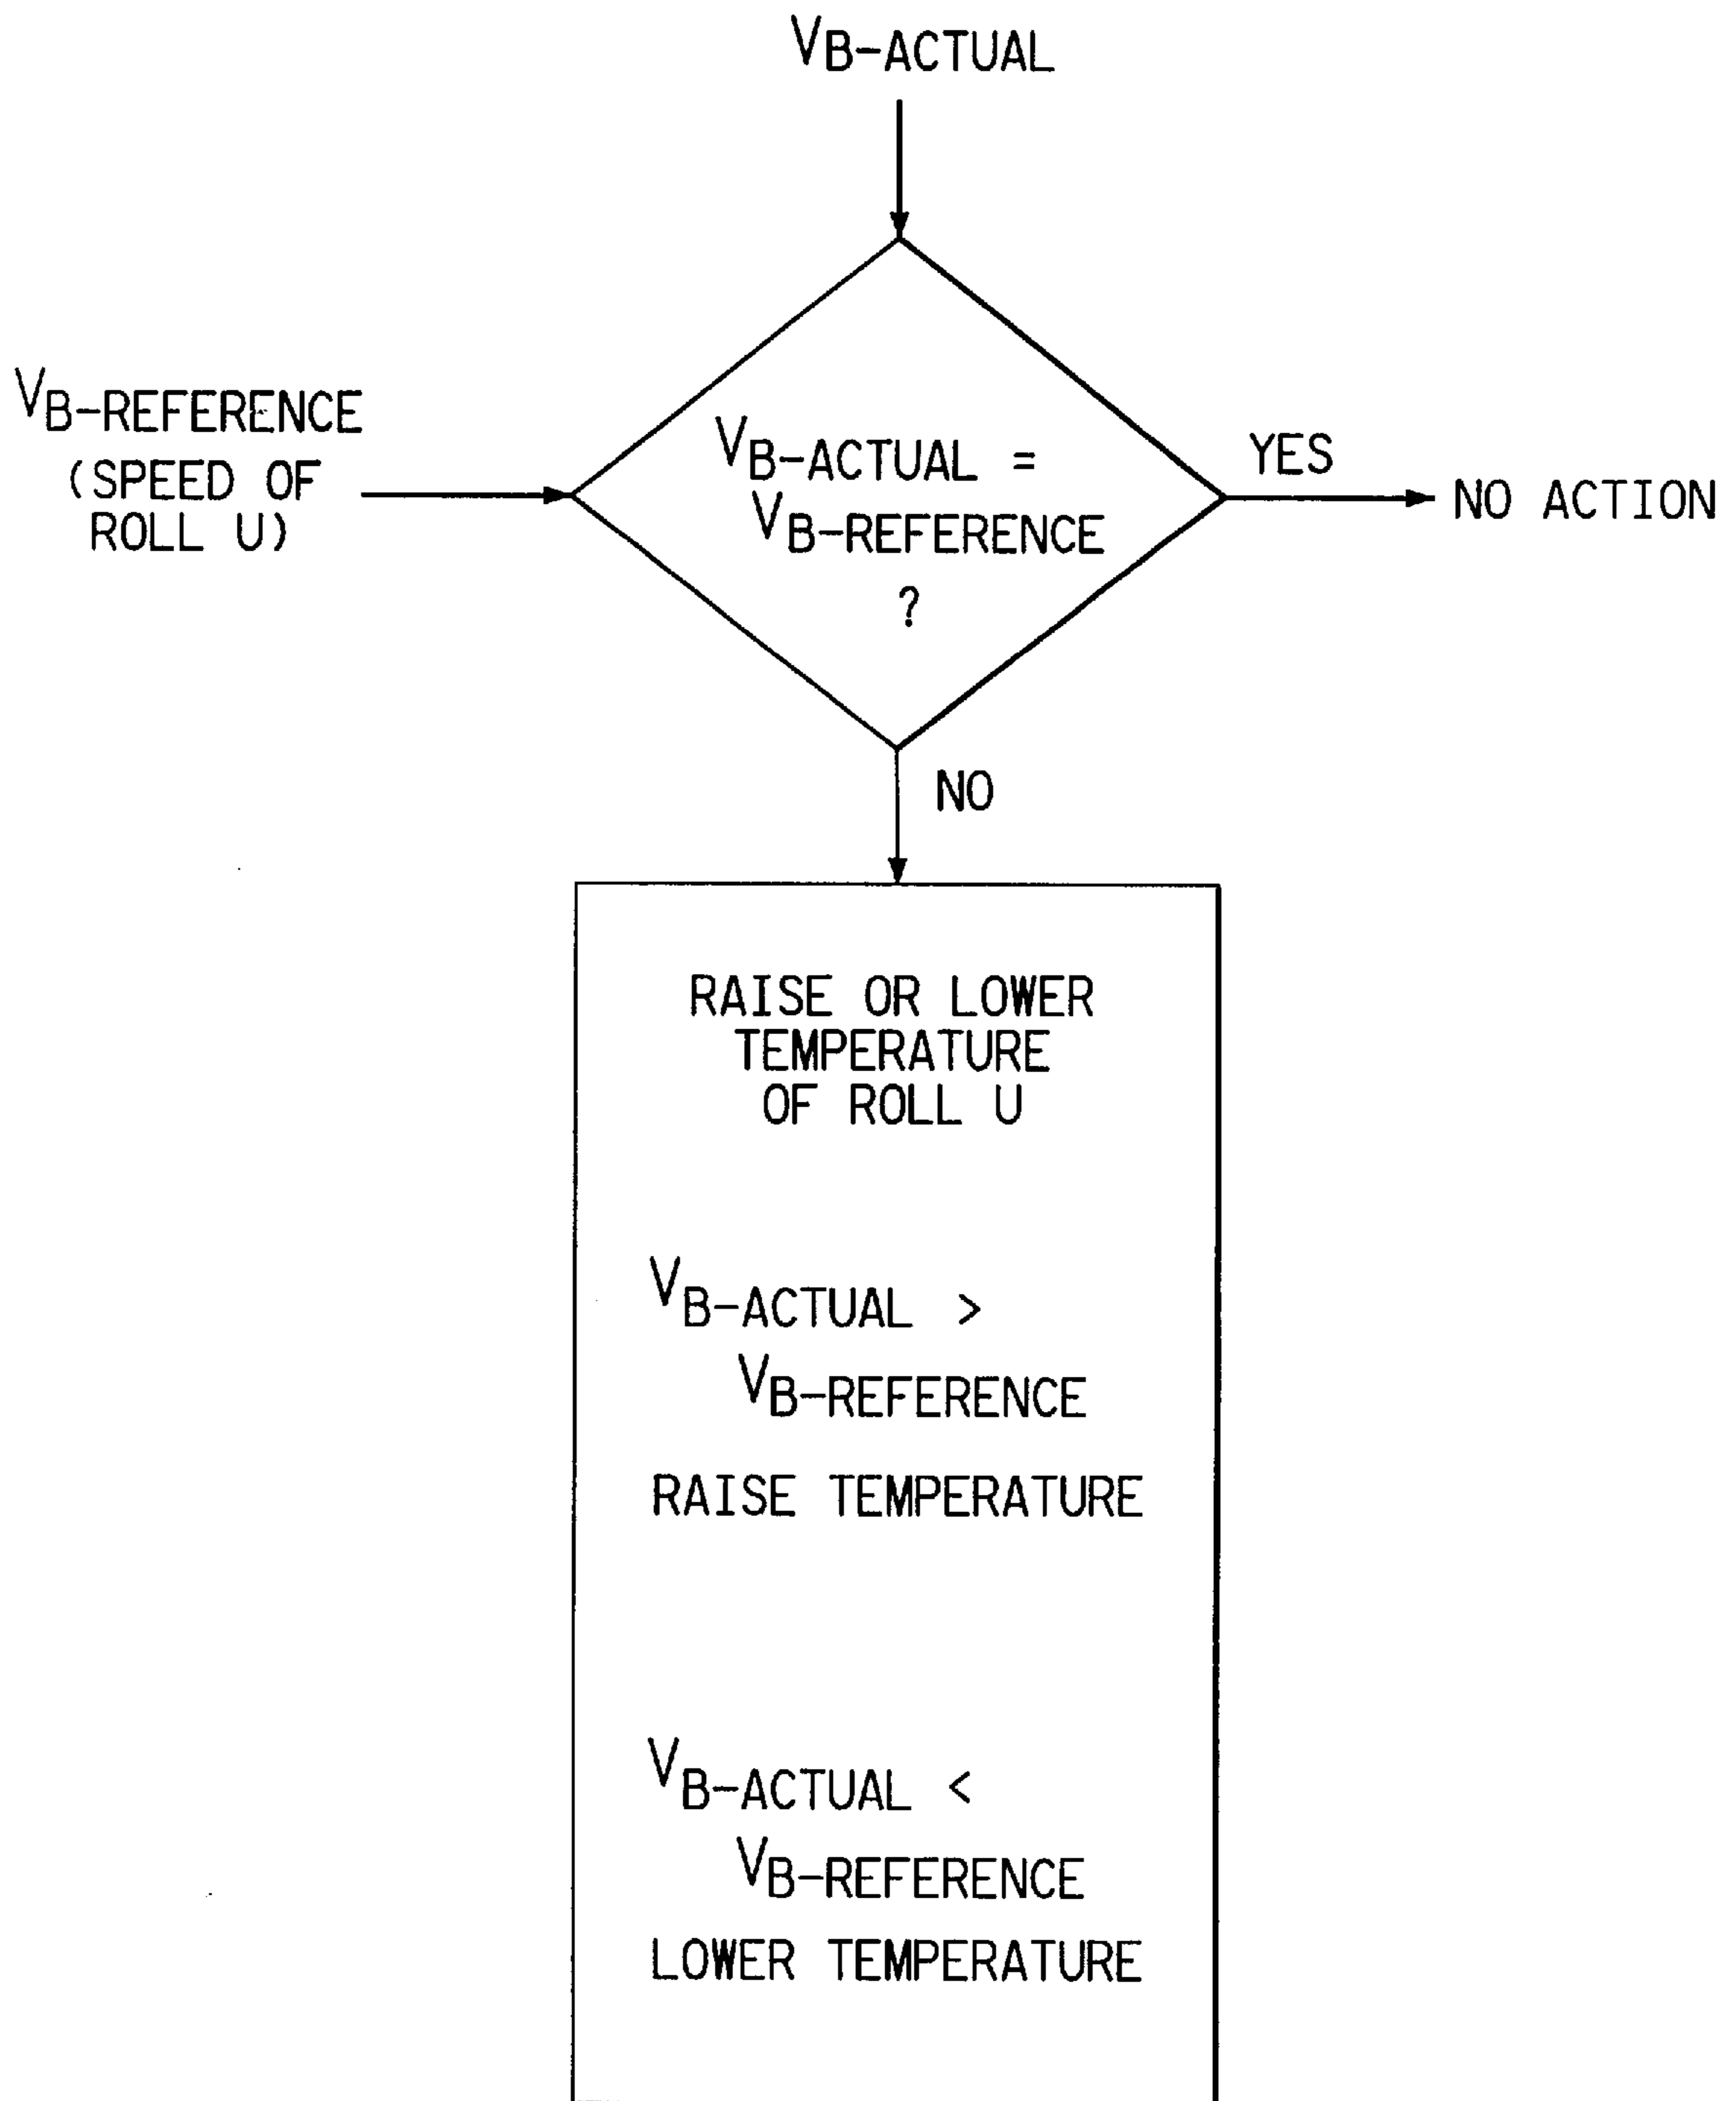 VB-ACTUAL
VB-REFERENCE
(SPEED OF
ROLL U)
VB-ACTUAL =
VB-REFERENCE
?
YES
NO ACTION
NO
RAISE OR LOWER
TEMPERATURE
OF ROLL U
VB-ACTUAL >
VB-REFERENCE
RAISE TEMPERATURE
VB-ACTUAL <
VB-REFERENCE
LOWER TEMPERATURE